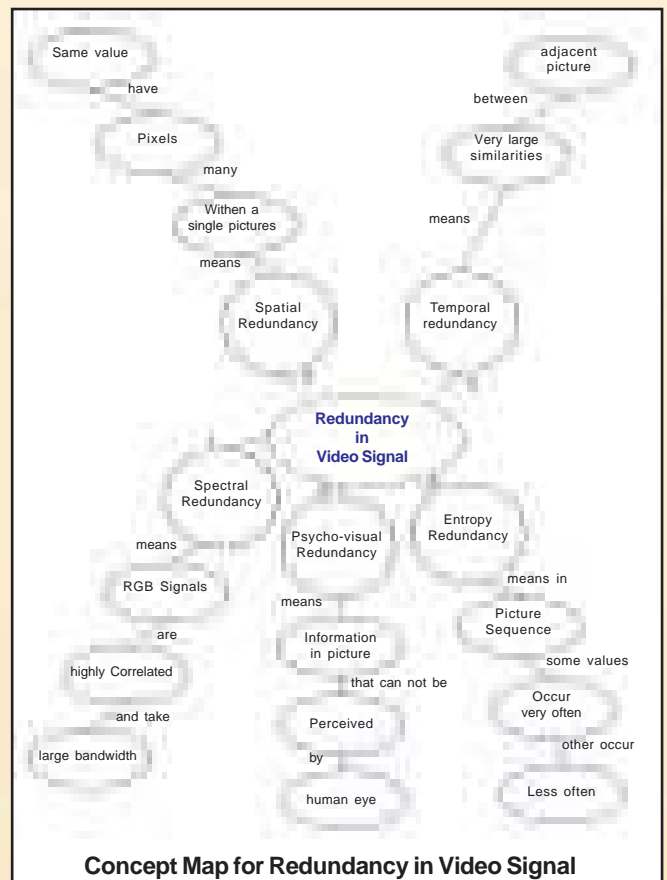 Same value
have
Pixels
many
Withen a
single pictures
means
Spatial
Redundancy
adjacent
picture
between
Very large
similarities
means
Temporal
redundancy
Redundancy
in
Video Signal
Spectral
Redundancy
means
RGB Signals
are
highly Correlated
and take
large bandwidth
Psycho-visual
Redundancy
means
Information
in picture
that can not be
Perceived
by
human eye
Entropy
Redundancy
means in
Picture
Sequence
some values
Occur
very often
other occur
Less often
Concept Map for Redundancy in Video Signal